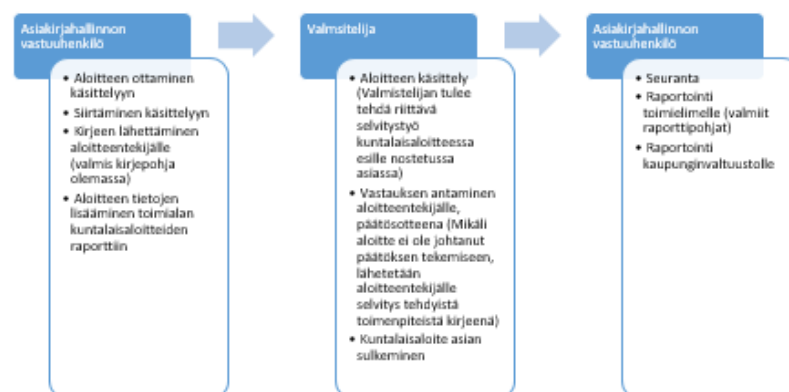 Asiakirjahallinnon
vastuuhenkilö
• Aloitteen ottaminen
käsittelyyn
• Siirtäminen käsittelyyn
• Kirjeen lähettäminen
aloitteentekijälle
(valmis kirjepohja
olemassa)
• Aloitteen tietojen
lisääminen toimialan
kuntalaisaloitteiden
raporttiin
Valmsitelija
• Aloitteen käsittely
(Valmistelijan tulee
tehdä riittävä
selvitystyö
kuntalaisaloitteessa
esille nostetussa
asiassa)
• Vastauksen antaminen
aloitteentekijälle,
päätösotteena (Mikäli
aloite ei ole johtanut
päätöksen tekemiseen,
lähetetään
aloitteentekijälle
selvitys tehdyistä
toimenpiteistä kirjeenä)
• Kuntalaisaloite asian
sulkeminen
Asiakirjahallinnon
vastuuhenkilö
• Seuranta
• Raportointi
toimielimelle (valmiit
raporttipohjat)
• Raportointi
kaupunginvaltuustolle